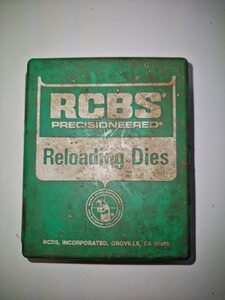 RCBS®
PRECISIONEERED®
Reloading Dies
RCBS, INCORPORATED, OROVILLE, CA 95965